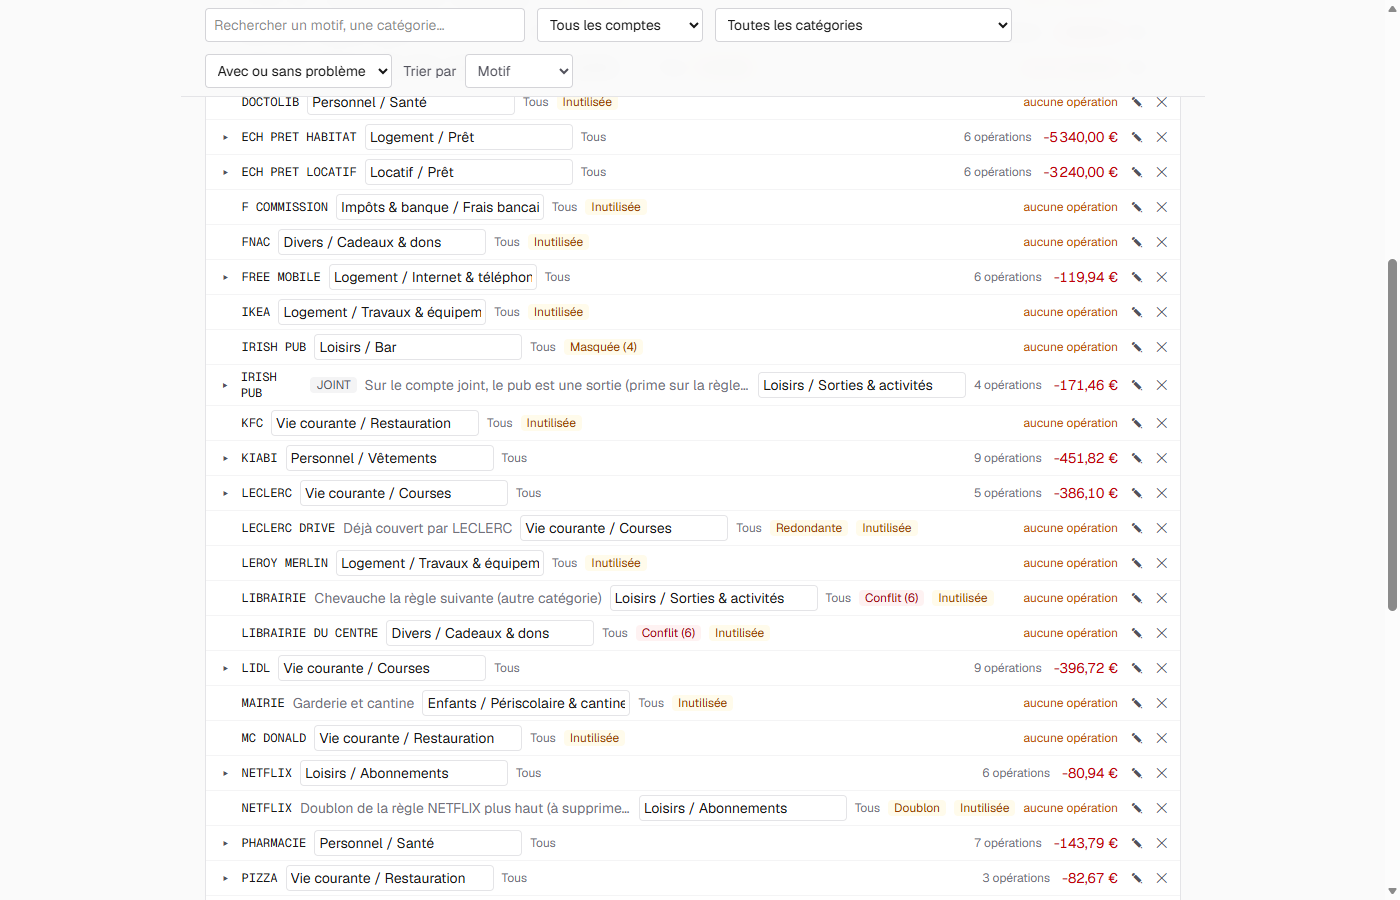 Rechercher un motif, une catégorie… Tous les comptes Toutes les catégories
Avec ou sans problème Trier par Motif
DOCTOLIB Personnel / Santé Tous Inutilisée aucune opération
ECH PRET HABITAT Logement / Prêt Tous 6 opérations -5 340,00 €
ECH PRET LOCATIF Locatif / Prêt Tous 6 opérations -3 240,00 €
F COMMISSION Impôts & banque / Frais bancai Tous Inutilisée aucune opération
FNAC Divers / Cadeaux & dons Tous Inutilisée aucune opération
FREE MOBILE Logement / Internet & téléphon Tous 6 opérations -119,94 €
IKEA Logement / Travaux & équipem Tous Inutilisée aucune opération
IRISH PUB Loisirs / Bar Tous Masquée (4) aucune opération
IRISH PUB JOINT Sur le compte joint, le pub est une sortie (prime sur la règle… Loisirs / Sorties & activités 4 opérations -171,46 €
KFC Vie courante / Restauration Tous Inutilisée aucune opération
KIABI Personnel / Vêtements Tous 9 opérations -451,82 €
LECLERC Vie courante / Courses Tous 5 opérations -386,10 €
LECLERC DRIVE Déjà couvert par LECLERC Vie courante / Courses Tous Redondante Inutilisée aucune opération
LEROY MERLIN Logement / Travaux & équipem Tous Inutilisée aucune opération
LIBRAIRIE Chevauche la règle suivante (autre catégorie) Loisirs / Sorties & activités Tous Conflit (6) Inutilisée aucune opération
LIBRAIRIE DU CENTRE Divers / Cadeaux & dons Tous Conflit (6) Inutilisée aucune opération
LIDL Vie courante / Courses Tous 9 opérations -396,72 €
MAIRIE Garderie et cantine Enfants / Périscolaire & cantine Tous Inutilisée aucune opération
MC DONALD Vie courante / Restauration Tous Inutilisée aucune opération
NETFLIX Loisirs / Abonnements Tous 6 opérations -80,94 €
NETFLIX Doublon de la règle NETFLIX plus haut (à supprime… Loisirs / Abonnements Tous Doublon Inutilisée aucune opération
PHARMACIE Personnel / Santé Tous 7 opérations -143,79 €
PIZZA Vie courante / Restauration Tous 3 opérations -82,67 €